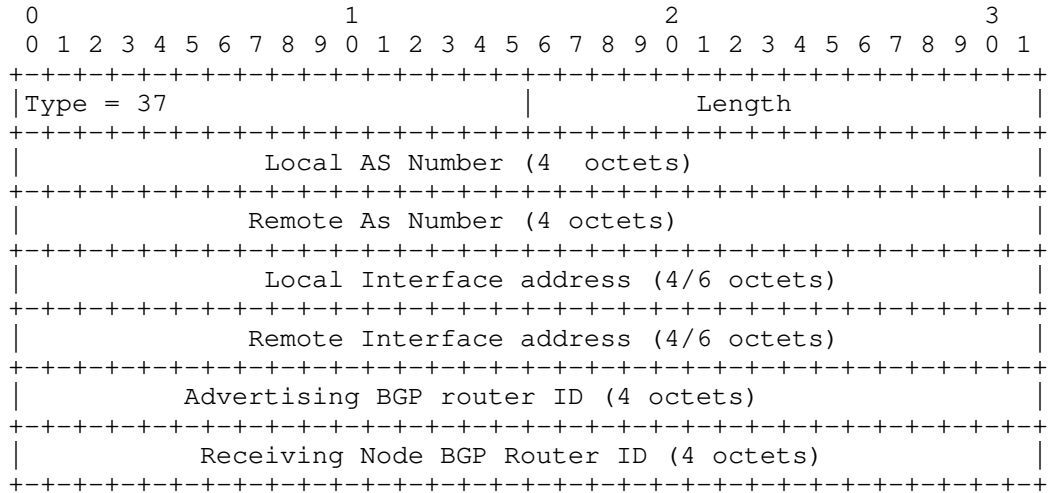 0                   1                   2                   3
0 1 2 3 4 5 6 7 8 9 0 1 2 3 4 5 6 7 8 9 0 1 2 3 4 5 6 7 8 9 0 1
+-+-+-+-+-+-+-+-+-+-+-+-+-+-+-+-+-+-+-+-+-+-+-+-+-+-+-+-+-+-+-+-+
|Type = 37                      |          Length               |
+-+-+-+-+-+-+-+-+-+-+-+-+-+-+-+-+-+-+-+-+-+-+-+-+-+-+-+-+-+-+-+-+
|               Local AS Number (4  octets)                     |
+-+-+-+-+-+-+-+-+-+-+-+-+-+-+-+-+-+-+-+-+-+-+-+-+-+-+-+-+-+-+-+-+
|              Remote As Number (4 octets)                      |
+-+-+-+-+-+-+-+-+-+-+-+-+-+-+-+-+-+-+-+-+-+-+-+-+-+-+-+-+-+-+-+-+
|               Local Interface address (4/6 octets)            |
+-+-+-+-+-+-+-+-+-+-+-+-+-+-+-+-+-+-+-+-+-+-+-+-+-+-+-+-+-+-+-+-+
|              Remote Interface address (4/6 octets)            |
+-+-+-+-+-+-+-+-+-+-+-+-+-+-+-+-+-+-+-+-+-+-+-+-+-+-+-+-+-+-+-+-+
|          Advertising BGP router ID (4 octets)                 |
+-+-+-+-+-+-+-+-+-+-+-+-+-+-+-+-+-+-+-+-+-+-+-+-+-+-+-+-+-+-+-+-+
|           Receiving Node BGP Router ID (4 octets)             |
+-+-+-+-+-+-+-+-+-+-+-+-+-+-+-+-+-+-+-+-+-+-+-+-+-+-+-+-+-+-+-+-+